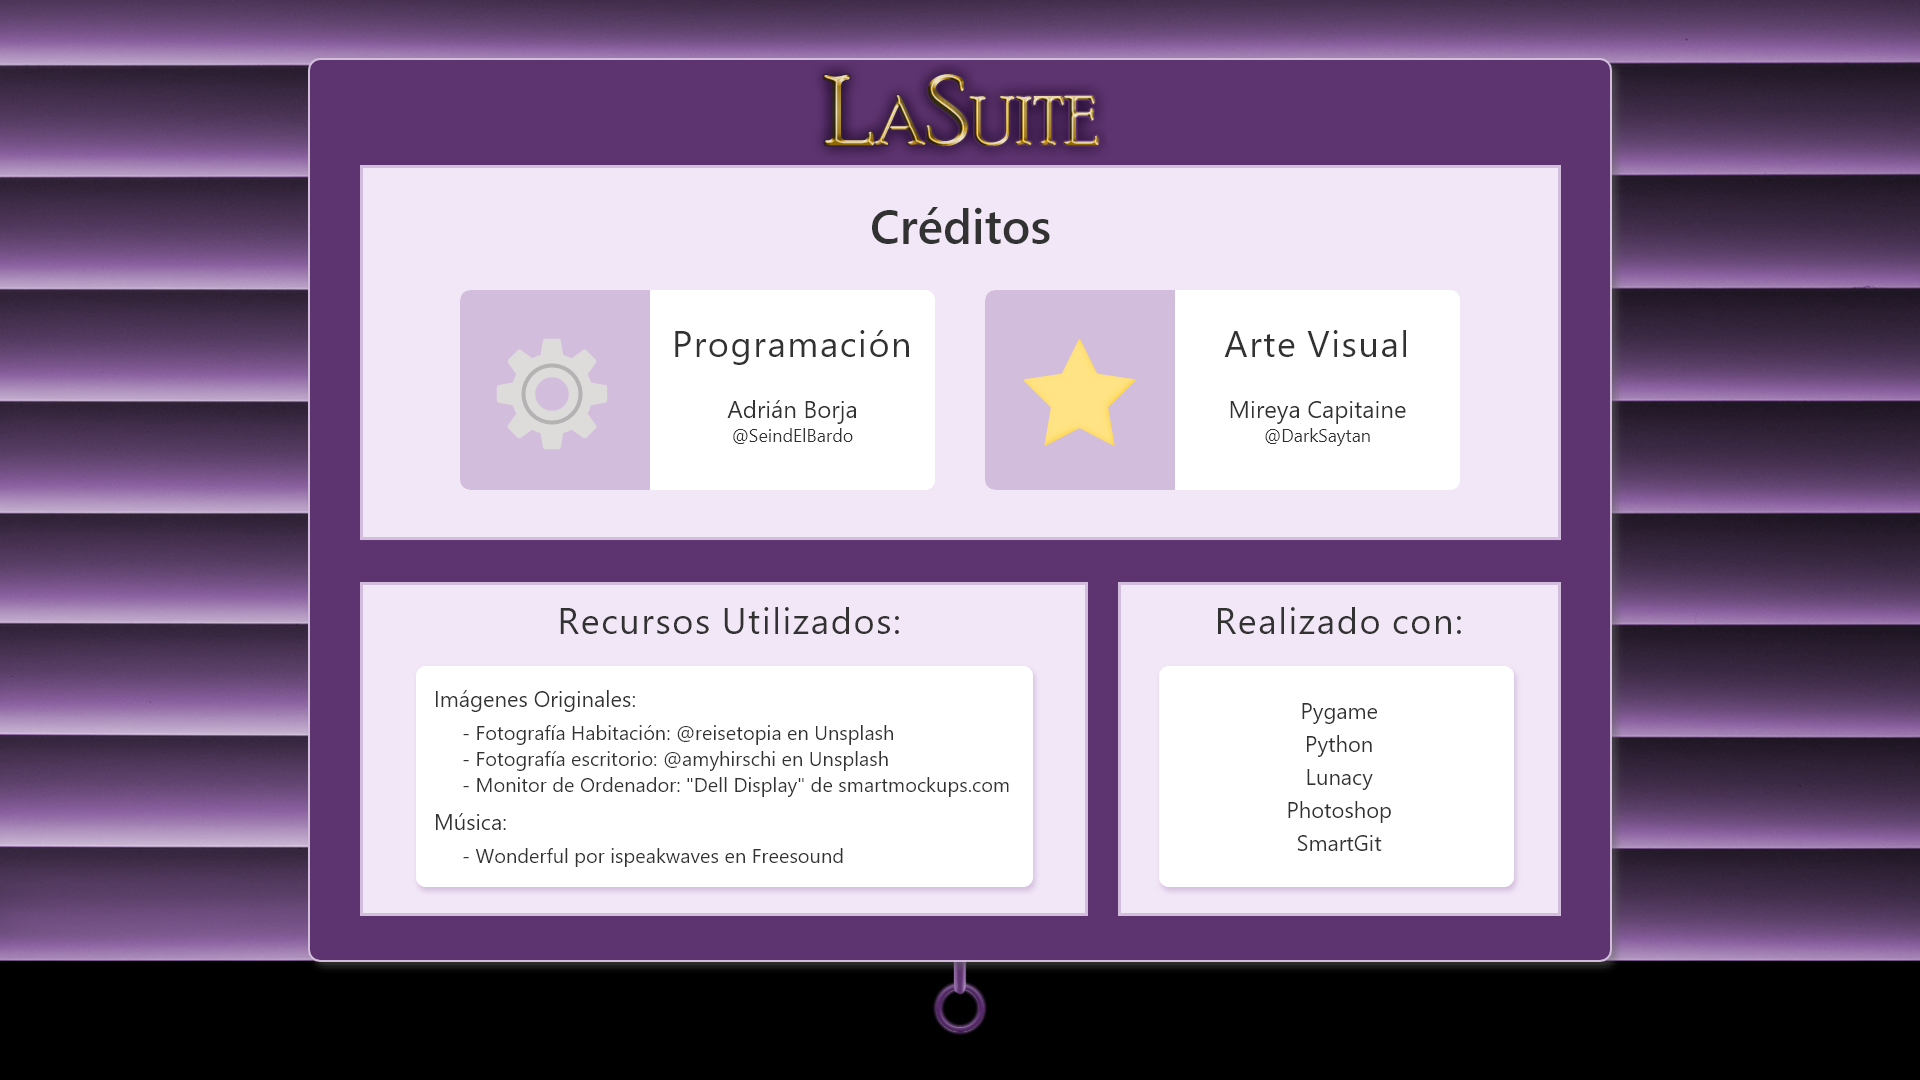 LaSuite
Créditos
Programación
Adrián Borja
@SeindElBardo
Arte Visual
Mireya Capitaine
@DarkSaytan
Recursos Utilizados:
Imágenes Originales:
- Fotografía Habitación: @reisetopia en Unsplash
- Fotografía escritorio: @amyhirschi en Unsplash
- Monitor de Ordenador: "Dell Display" de smartmockups.com
Música:
- Wonderful por ispeakwaves en Freesound
Realizado con:
Pygame
Python
Lunacy
Photoshop
SmartGit